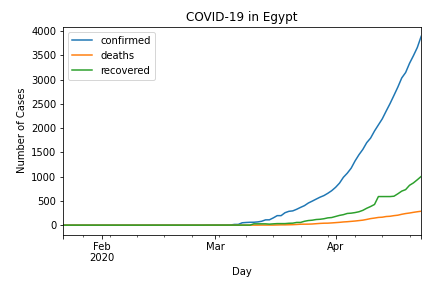 COVID-19 in Egypt
confirmed
deaths
recovered
Number of Cases
4000
3500
3000
2500
2000
1500
1000
500
0
Feb
2020
Mar
Apr
Day